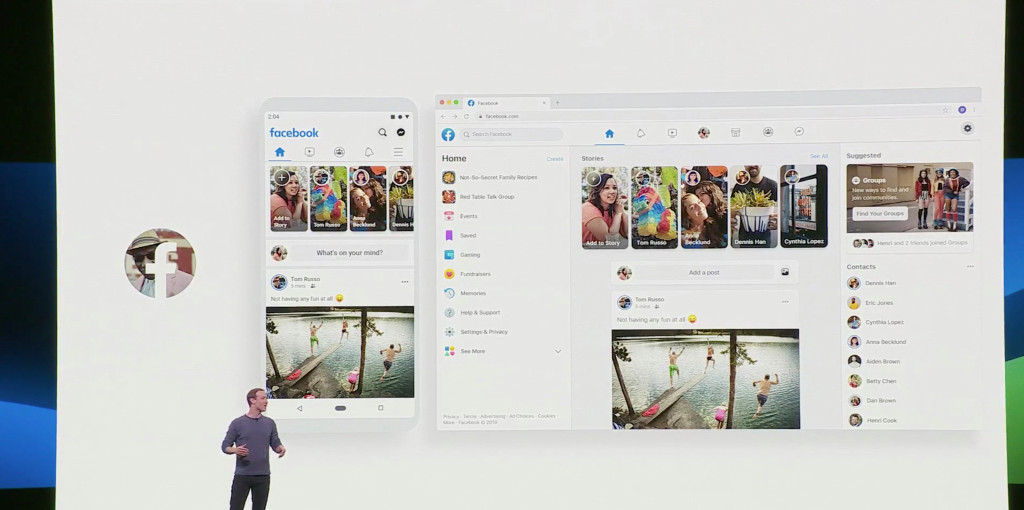 2:04
facebook
Add to Story
Tom Russo
Anna Becklund
Dennis H
What's on your mind?
Tom Russo
5 mins
Not having any fun at all
Facebook
facebook.com
Search Facebook
Home
Create
Not-So-Secret Family Recipes
Red Table Talk Group
Events
Saved
Gaming
Fundraisers
Memories
Help & Support
Settings & Privacy
See More
Privacy · Terms · Advertising · Ad Choices · Cookies
More · Facebook © 2019
Stories
See All
Add to Story
Tom Russo
Anna Becklund
Dennis Han
Cynthia Lopez
Add a post
Tom Russo
5 mins
Not having any fun at all
Suggested
Groups
New ways to find and
join communities.
Find Your Groups
Henri and 2 friends joined Groups
Contacts
Dennis Han
Eric Jones
Cynthia Lopez
Anna Becklund
Aiden Brown
Betty Chen
Dan Brown
Henri Cook